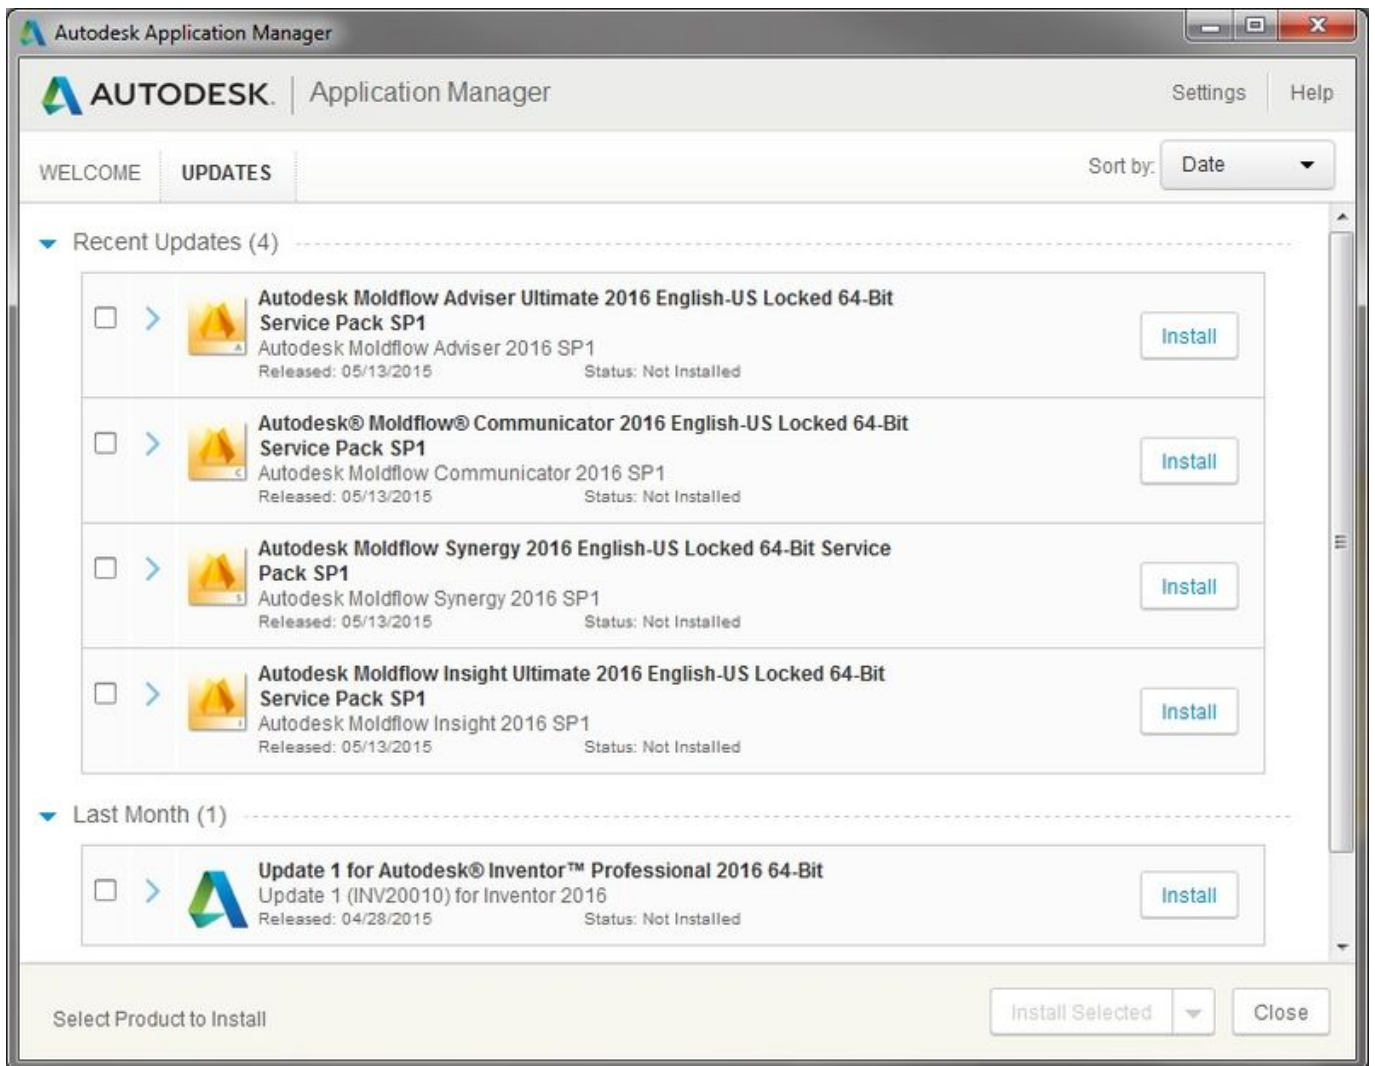 Autodesk Application Manager
AUTODESK. Application Manager
Settings Help
WELCOME UPDATES
Sort by: Date
Recent Updates (4)
Autodesk Moldflow Adviser Ultimate 2016 English-US Locked 64-Bit
Service Pack SP1
Autodesk Moldflow Adviser 2016 SP1
Released: 05/13/2015 Status: Not Installed
Install
Autodesk® Moldflow® Communicator 2016 English-US Locked 64-Bit
Service Pack SP1
Autodesk Moldflow Communicator 2016 SP1
Released: 05/13/2015 Status: Not Installed
Install
Autodesk Moldflow Synergy 2016 English-US Locked 64-Bit Service
Pack SP1
Autodesk Moldflow Synergy 2016 SP1
Released: 05/13/2015 Status: Not Installed
Install
Autodesk Moldflow Insight Ultimate 2016 English-US Locked 64-Bit
Service Pack SP1
Autodesk Moldflow Insight 2016 SP1
Released: 05/13/2015 Status: Not Installed
Install
Last Month (1)
Update 1 for Autodesk® Inventor™ Professional 2016 64-Bit
Update 1 (INV20010) for Inventor 2016
Released: 04/28/2015 Status: Not Installed
Install
Select Product to Install
Install Selected
Close